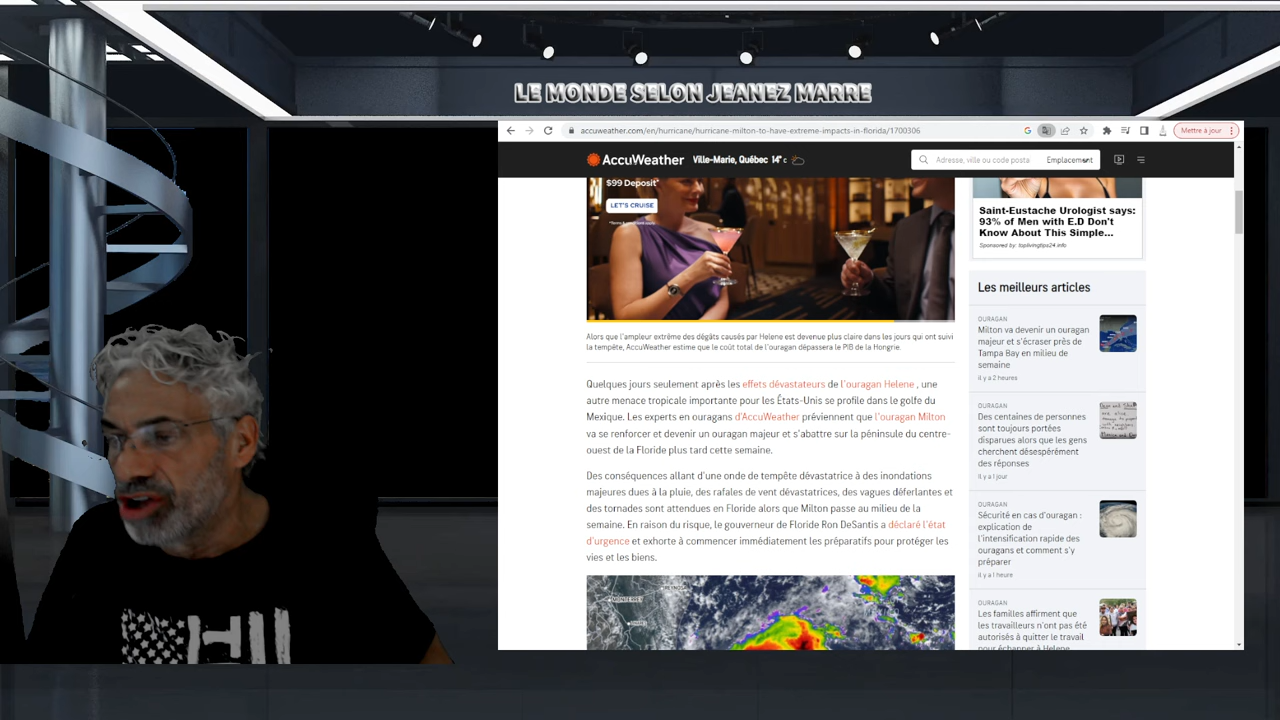 LE MONDE SELON JEANEZ MARRE
accuweather.com/en/hurricane/hurricane-milton-to-have-extreme-impacts-in-florida/1700306
Mettre à jour
AccuWeather
Ville-Marie, Québec 14° c
Adresse, ville ou code posta
Emplacement
$99 Deposit*
LET'S CRUISE
Alors que l'ampleur extrême des dégâts causés par Helene est devenue plus claire dans les jours qui ont suivi
la tempête, AccuWeather estime que le coût total de l'ouragan dépassera le PIB de la Hongrie.
Quelques jours seulement après les effets dévastateurs de l'ouragan Helene , une
autre menace tropicale importante pour les États-Unis se profile dans le golfe du
Mexique. Les experts en ouragans d'AccuWeather préviennent que l'ouragan Milton
va se renforcer et devenir un ouragan majeur et s'abattre sur la péninsule du centre-
ouest de la Floride plus tard cette semaine.
Des conséquences allant d'une onde de tempête dévastatrice à des inondations
majeures dues à la pluie, des rafales de vent dévastatrices, des vagues déferlantes et
des tornades sont attendues en Floride alors que Milton passe au milieu de la
semaine. En raison du risque, le gouverneur de Floride Ron DeSantis a déclaré l'état
d'urgence et exhorte à commencer immédiatement les préparatifs pour protéger les
vies et les biens.
MONTERREY
Saint-Eustache Urologist says:
93% of Men with E.D Don't
Know About This Simple...
Sponsored by: toplivingtips24.info
Les meilleurs articles
OURAGAN
Milton va devenir un ouragan
majeur et s'écraser près de
Tampa Bay en milieu de
semaine
il y a 2 heures
OURAGAN
Des centaines de personnes
sont toujours portées
disparues alors que les gens
cherchent désespérément
des réponses
il y a 1 jour
OURAGAN
Sécurité en cas d'ouragan :
explication de
l'intensification rapide des
ouragans et comment s'y
préparer
il y a 1 heure
OURAGAN
Les familles affirment que
les travailleurs n'ont pas été
autorisés à quitter le travail
pour échapper à Helene